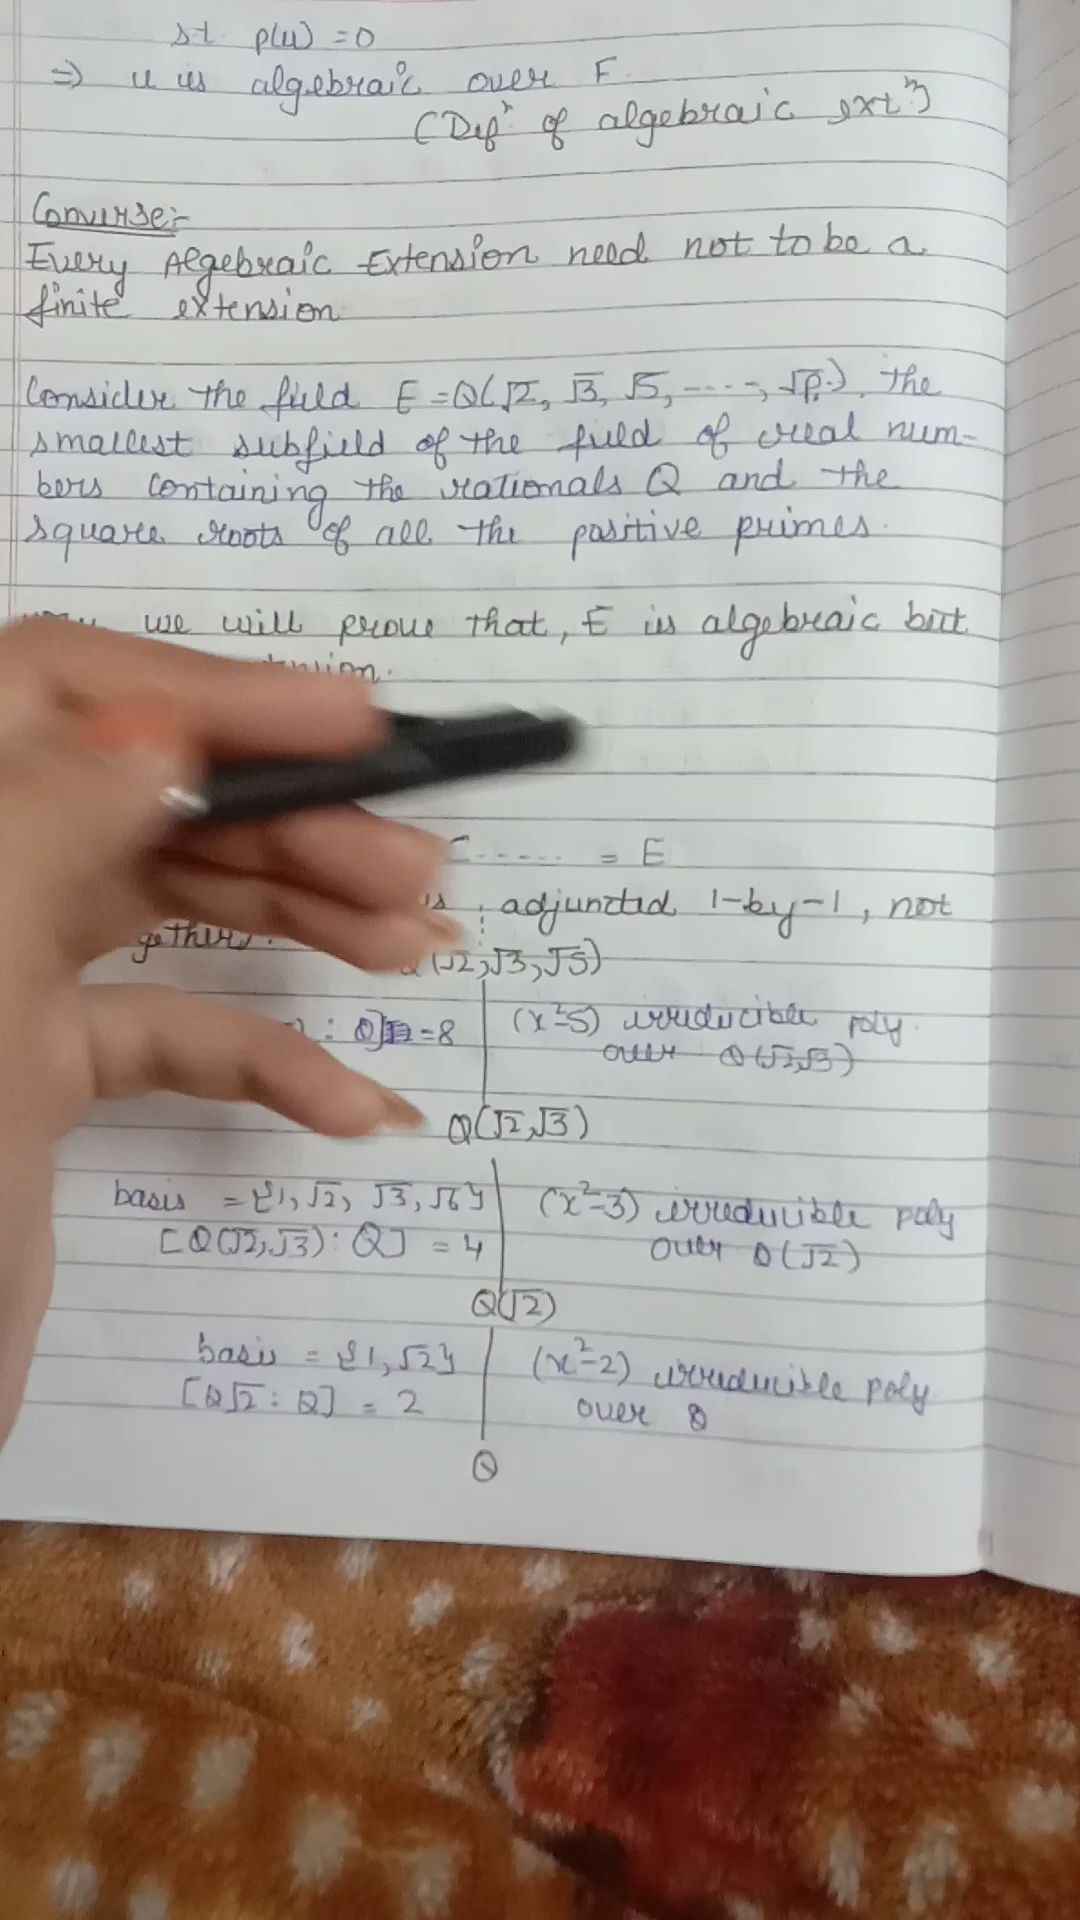 s.t. p(u) = 0
⇒ u is algebraic over F.
(Defⁿ of algebraic extⁿ)
Converse:-
Every Algebraic Extension need not to be a
finite extension
Consider the field E = Q(√2, √3, √5, ----, √p..). The
smallest subfield of the field of real num-
bers containing the rationals Q and the
square roots of all the positive primes.
we will prove that, E is algebraic but
C ..... = E
adjuncted 1-by-1, not
(√2, √3, √5)
: Q] = 8 (x²-5) irreducible poly.
over Q(√2,√3)
Q(√2,√3)
basis = {1, √2, √3, √6} (x²-3) irreducible poly
[Q(√2,√3) : Q] = 4 over Q(√2)
Q(√2)
basis = {1, √2} (x²-2) irreducible poly.
[Q√2 : Q] = 2 over Q
Q